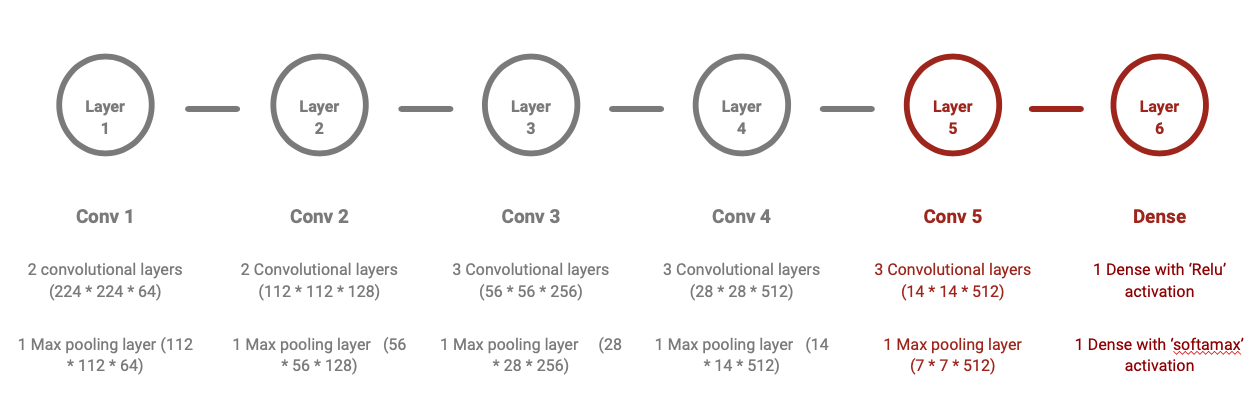 Layer
1
Layer
2
Layer
3
Layer
4
Layer
5
Layer
6
Conv 1
Conv 2
Conv 3
Conv 4
Conv 5
Dense
2 convolutional layers
(224 * 224 * 64)
2 Convolutional layers
(112 * 112 * 128)
3 Convolutional layers
(56 * 56 * 256)
3 Convolutional layers
(28 * 28 * 512)
3 Convolutional layers
(14 * 14 * 512)
1 Dense with ‘Relu’
activation
1 Max pooling layer (112
* 112 * 64)
1 Max pooling layer (56
* 56 * 128)
1 Max pooling layer (28
* 28 * 256)
1 Max pooling layer (14
* 14 * 512)
1 Max pooling layer
(7 * 7 * 512)
1 Dense with ‘softamax’
activation